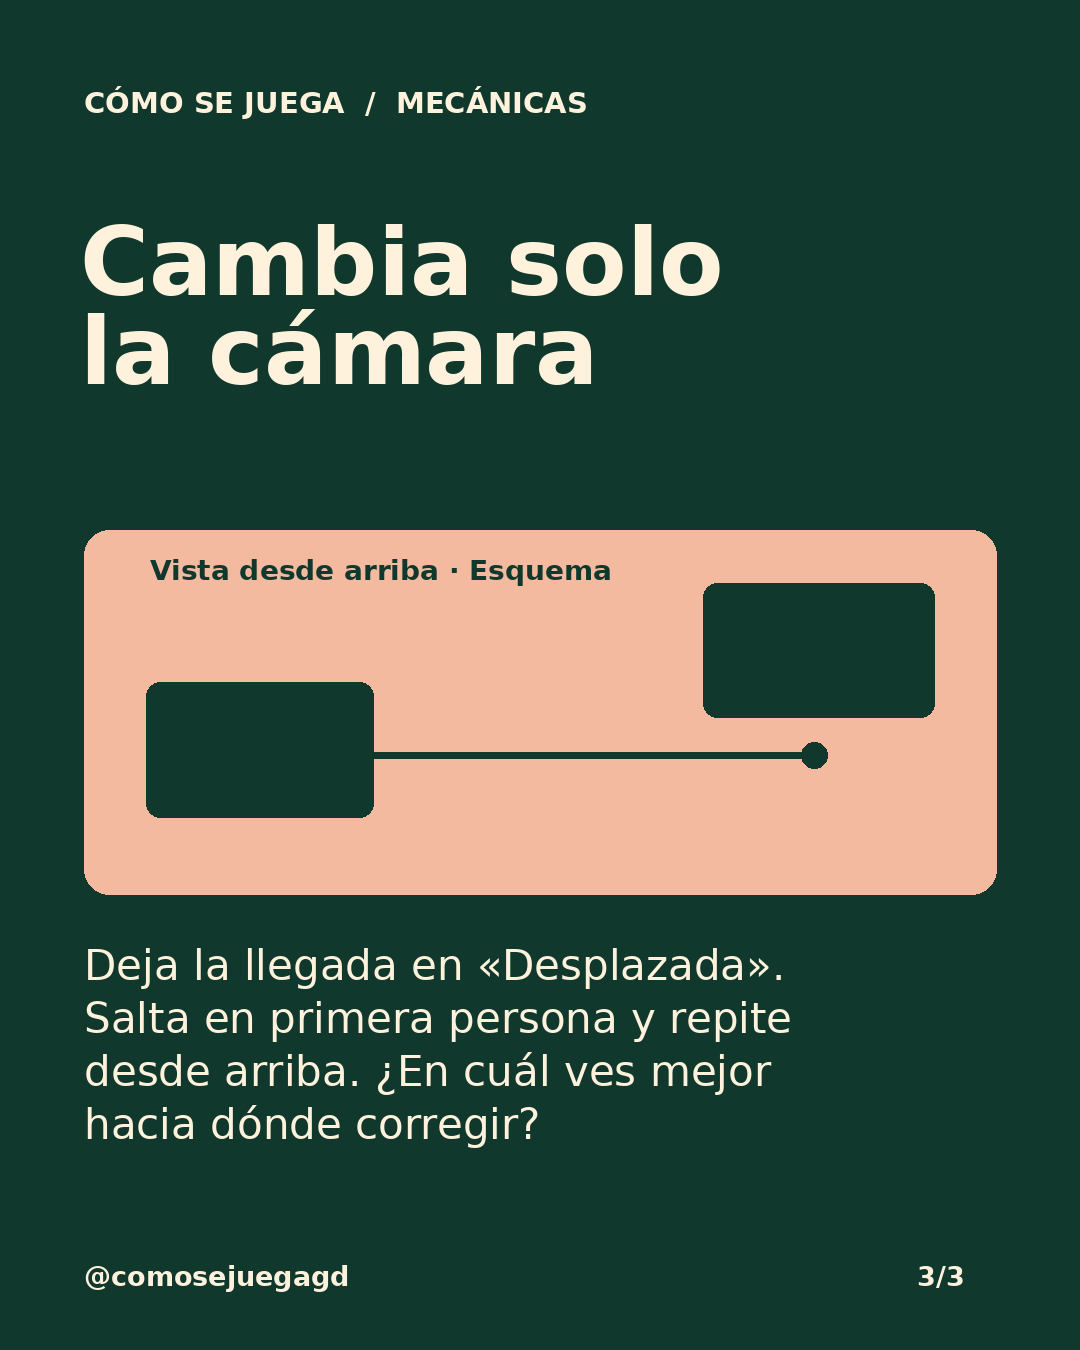 CÓMO SE JUEGA / MECÁNICAS
Cambia solo
la cámara
Vista desde arriba · Esquema
Deja la llegada en «Desplazada».
Salta en primera persona y repite
desde arriba. ¿En cuál ves mejor
hacia dónde corregir?
@comosejuegagd
3/3